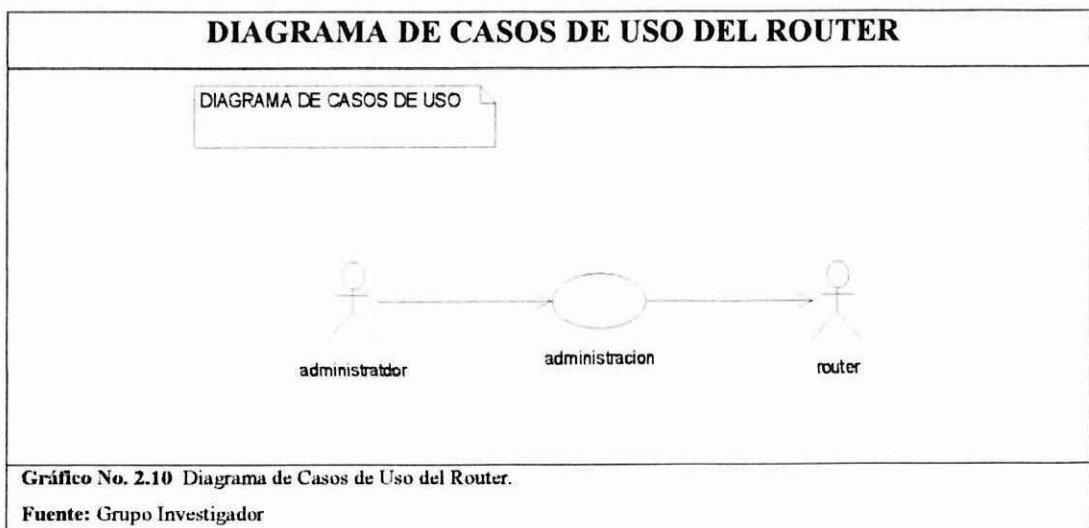 DIAGRAMA DE CASOS DE USO DEL ROUTER
DIAGRAMA DE CASOS DE USO
administratdor
administracion
router
Gráfico No. 2.10 Diagrama de Casos de Uso del Router.
Fuente: Grupo Investigador